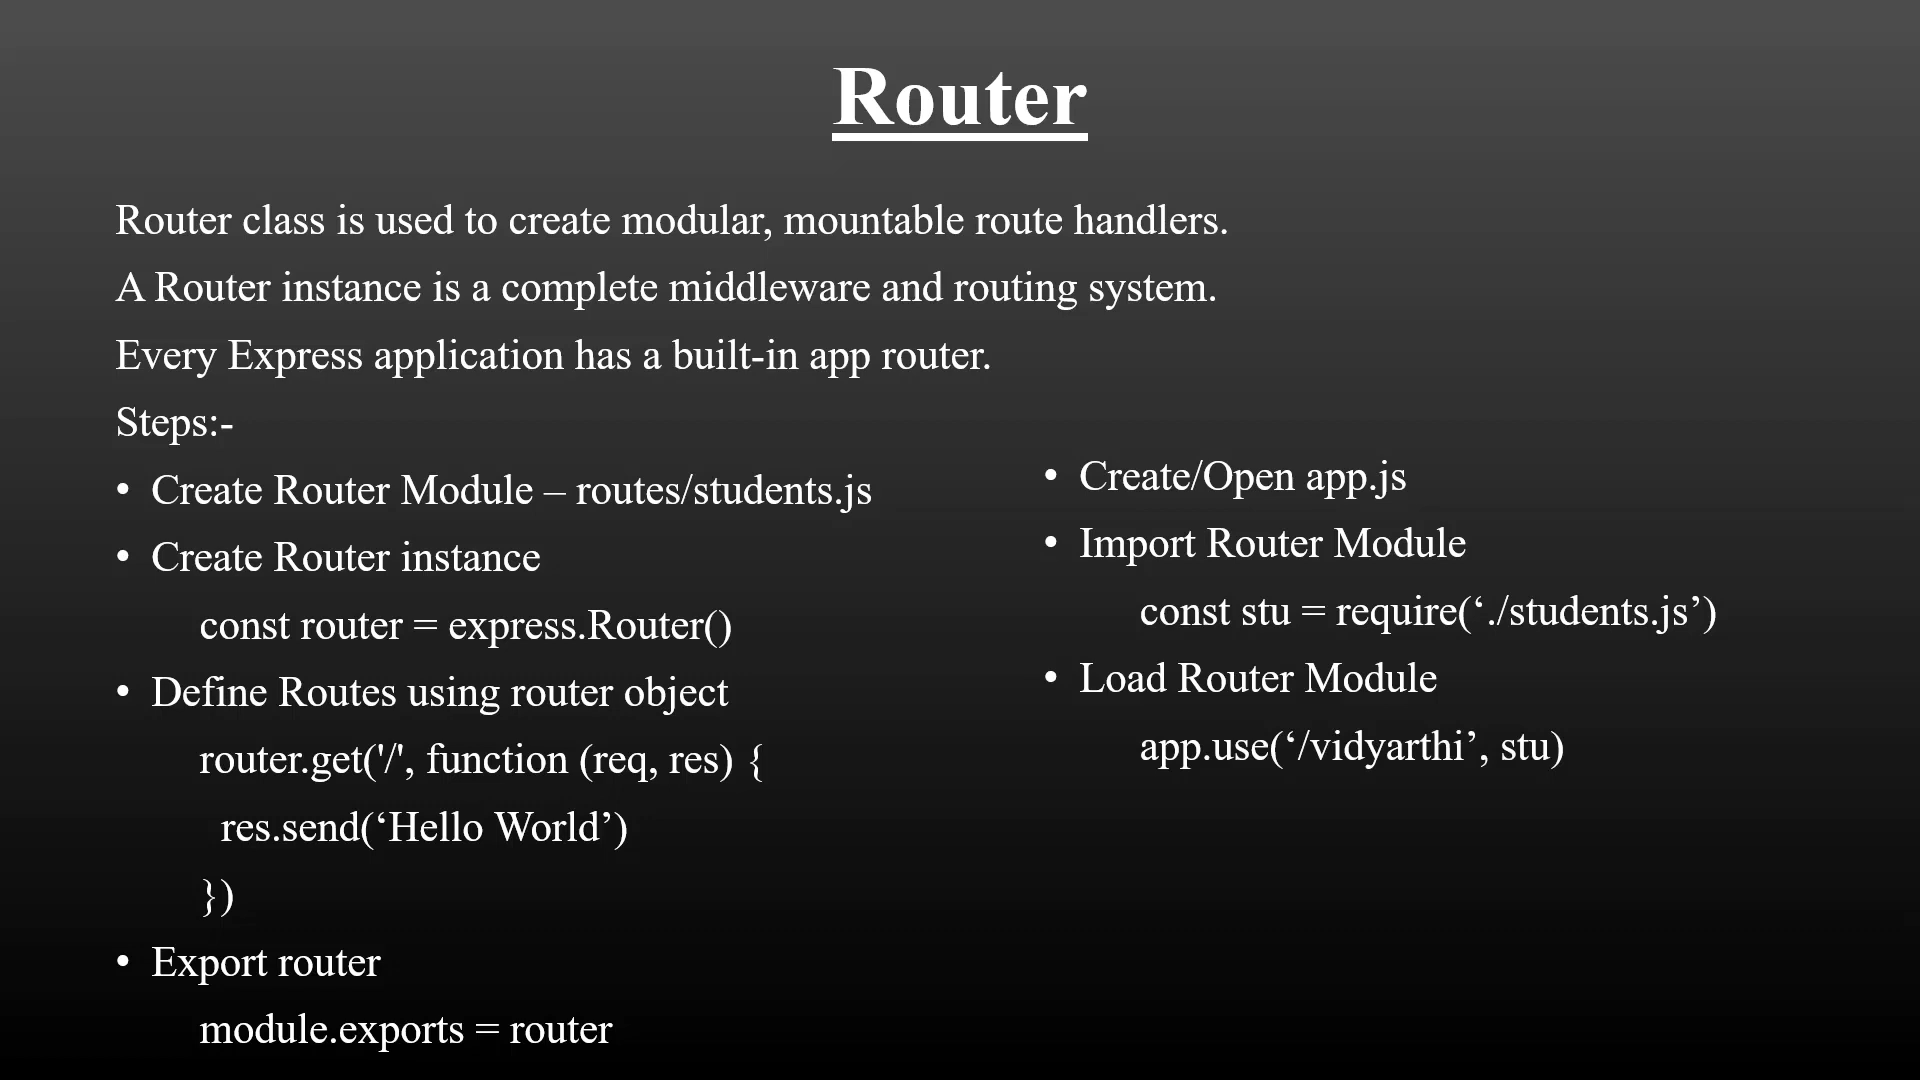 Router
Router class is used to create modular, mountable route handlers.
A Router instance is a complete middleware and routing system.
Every Express application has a built-in app router.
Steps:-
• Create Router Module – routes/students.js
• Create Router instance
const router = express.Router()
• Define Routes using router object
router.get('/', function (req, res) {
res.send(‘Hello World’)
})
• Export router
module.exports = router
• Create/Open app.js
• Import Router Module
const stu = require(‘./students.js’)
• Load Router Module
app.use(‘/vidyarthi’, stu)